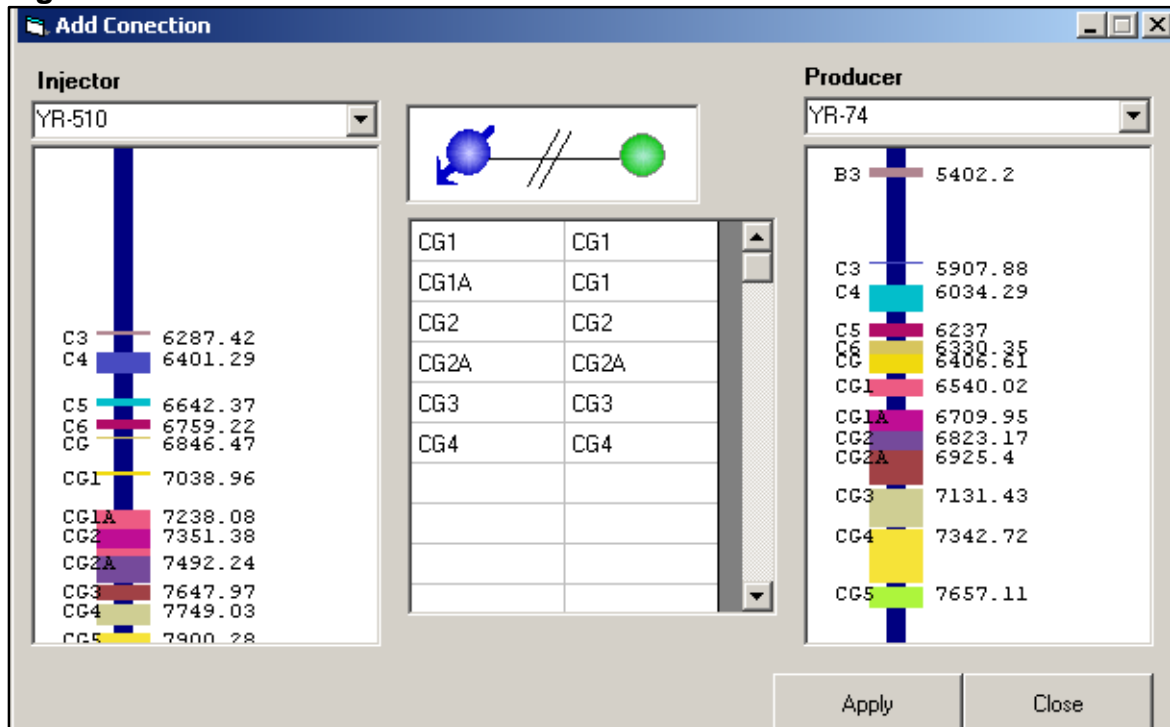 Add Conection
Injector
YR-510
C3 6287.42
C4 6401.29
C5 6642.37
C6 6759.22
CG 6846.47
CG1 7038.96
CG1A 7238.08
CG2 7351.38
CG2A 7492.24
CG3 7647.97
CG4 7749.03
CG5 7900.28
CG1 CG1
CG1A CG1
CG2 CG2
CG2A CG2A
CG3 CG3
CG4 CG4
Producer
YR-74
B3 5402.2
C3 5907.88
C4 6034.29
C5 6237
C6 6330.35
CG 6406.61
CG1 6540.02
CG1A 6709.95
CG2 6823.17
CG2A 6925.4
CG3 7131.43
CG4 7342.72
CG5 7657.11
Apply Close